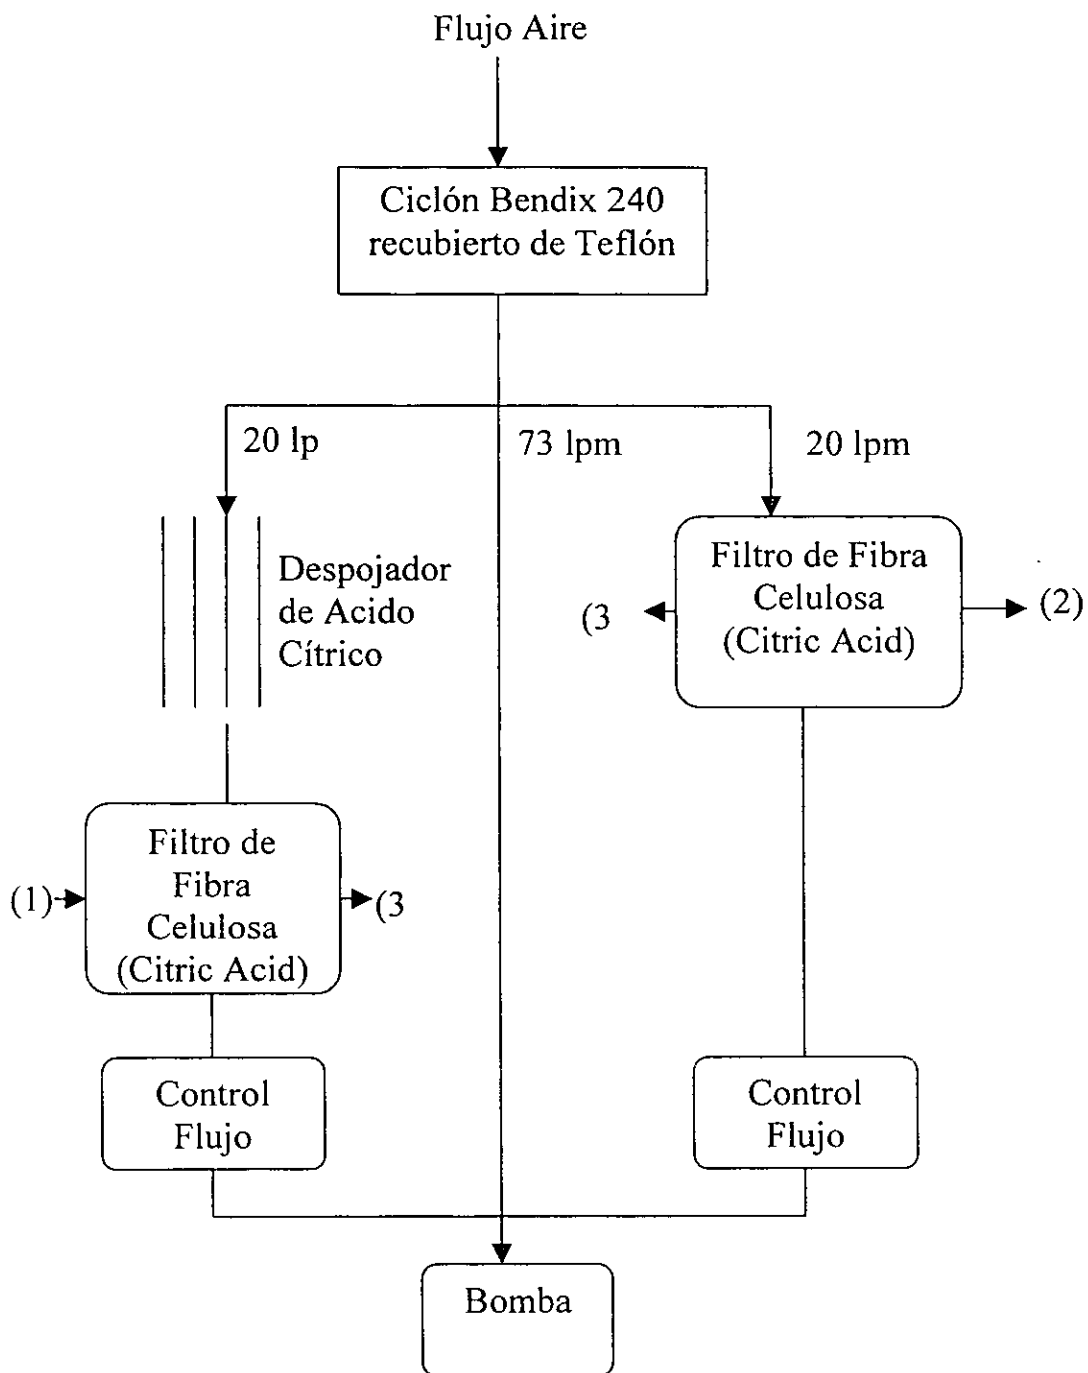 Flujo Aire
Ciclón Bendix 240
recubierto de Teflón
20 lp
73 lpm
20 lpm
Despojador
de Acido
Cítrico
Filtro de Fibra
Celulosa
(Citric Acid)
(3
(2)
Filtro de
Fibra
Celulosa
(Citric Acid)
(1)
(3
Control
Flujo
Control
Flujo
Bomba